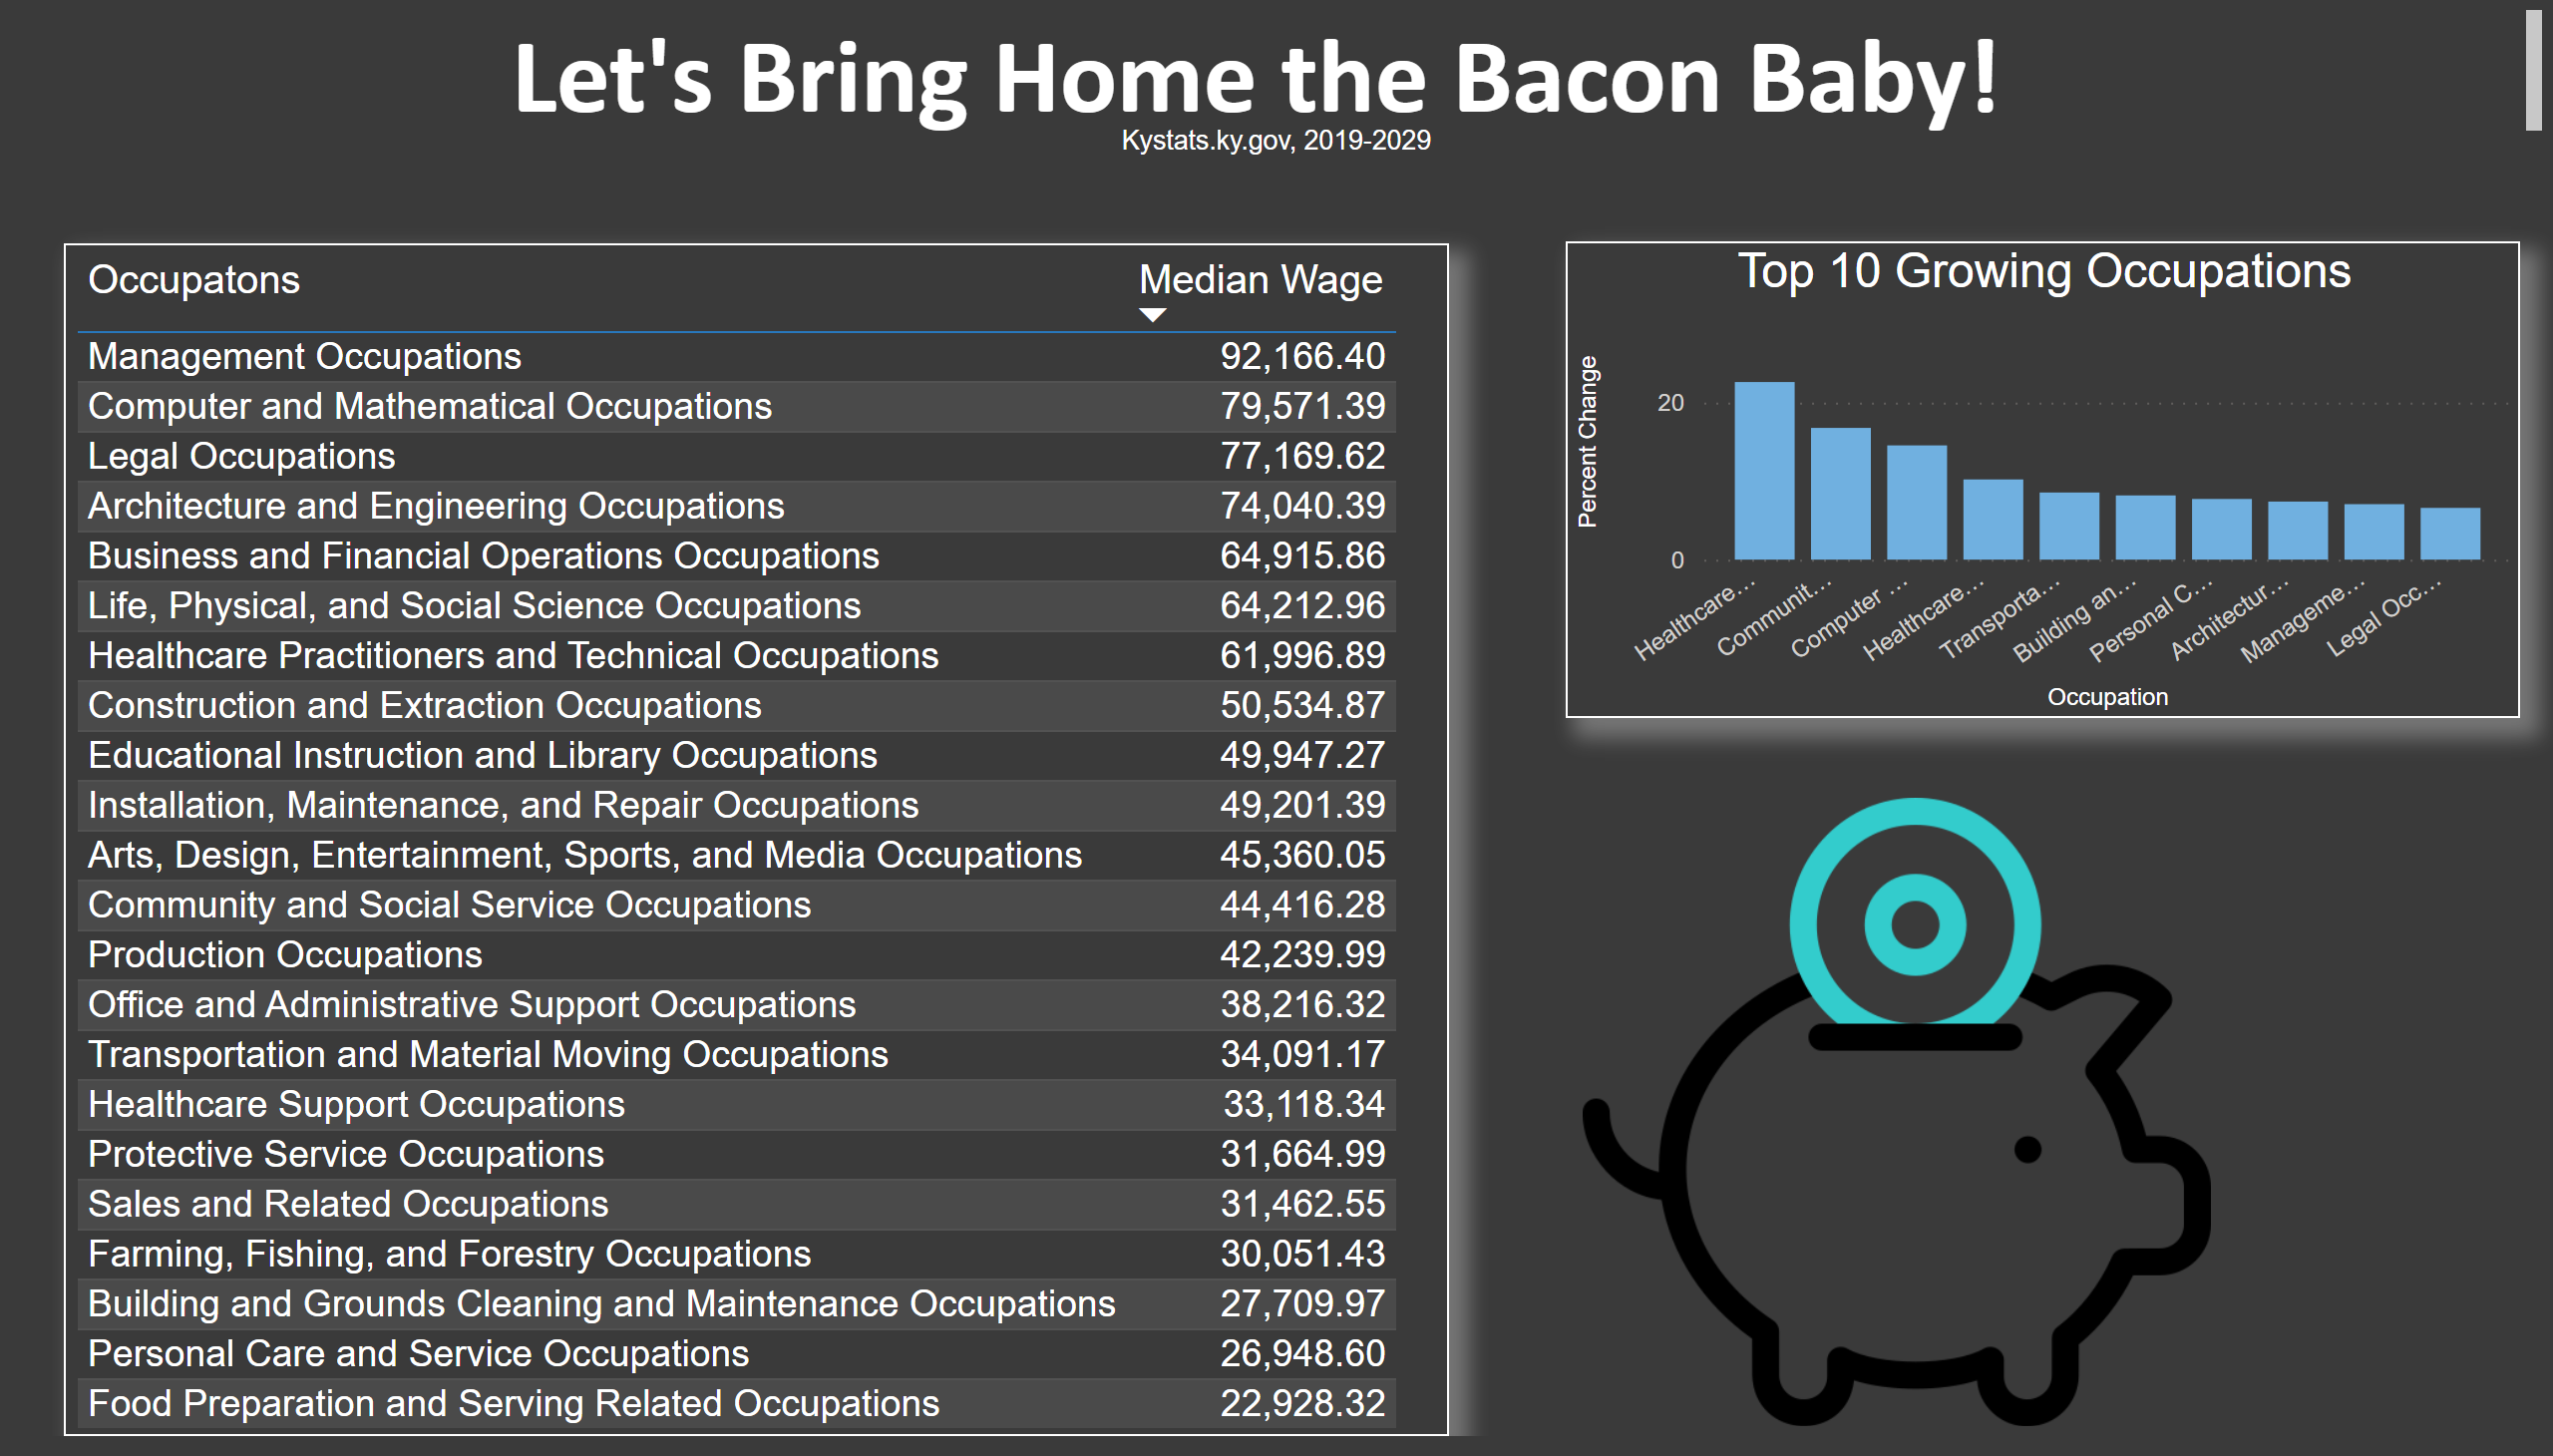 Let's Bring Home the Bacon Baby!
Kystats.ky.gov, 2019-2029
Occupatons Median Wage
Management Occupations 92,166.40
Computer and Mathematical Occupations 79,571.39
Legal Occupations 77,169.62
Architecture and Engineering Occupations 74,040.39
Business and Financial Operations Occupations 64,915.86
Life, Physical, and Social Science Occupations 64,212.96
Healthcare Practitioners and Technical Occupations 61,996.89
Construction and Extraction Occupations 50,534.87
Educational Instruction and Library Occupations 49,947.27
Installation, Maintenance, and Repair Occupations 49,201.39
Arts, Design, Entertainment, Sports, and Media Occupations 45,360.05
Community and Social Service Occupations 44,416.28
Production Occupations 42,239.99
Office and Administrative Support Occupations 38,216.32
Transportation and Material Moving Occupations 34,091.17
Healthcare Support Occupations 33,118.34
Protective Service Occupations 31,664.99
Sales and Related Occupations 31,462.55
Farming, Fishing, and Forestry Occupations 30,051.43
Building and Grounds Cleaning and Maintenance Occupations 27,709.97
Personal Care and Service Occupations 26,948.60
Food Preparation and Serving Related Occupations 22,928.32
Top 10 Growing Occupations
Percent Change
20
0
Healthcare...
Communit...
Computer ...
Healthcare...
Transporta...
Building an...
Personal C...
Architectur...
Manageme...
Legal Occ...
Occupation